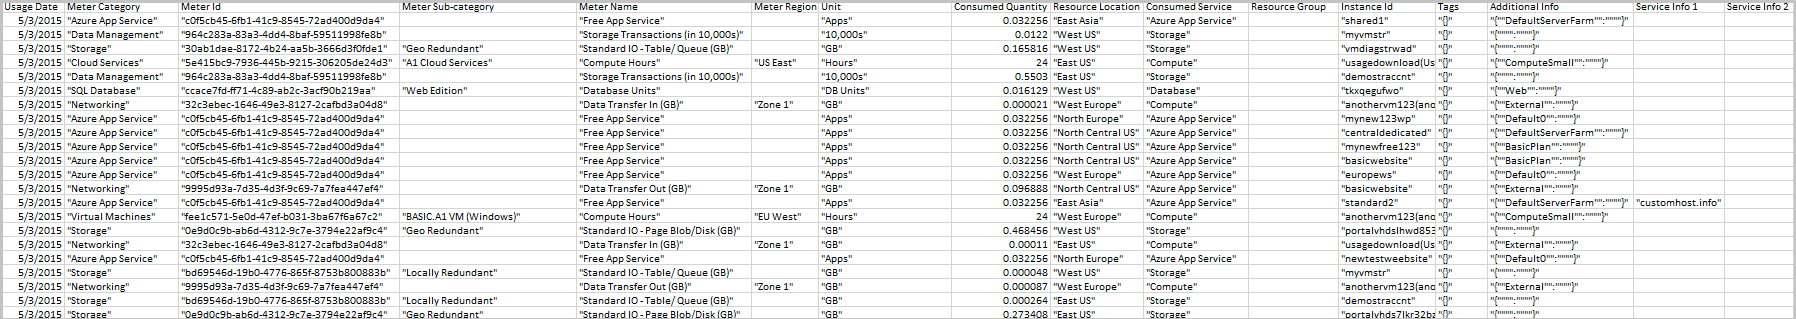 Usage Date Meter Category Meter Id Meter Sub-category Meter Name Meter Region Unit Consumed Quantity Resource Location Consumed Service Resource Group Instance Id Tags Additional Info Service Info 1 Service Info 2
5/3/2015 "Azure App Service" "c0f5cb45-6fb1-41c9-8545-72ad400d9da4" "Free App Service" "Apps" 0.032256 "East Asia" "Azure App Service" "shared1" "{}" "{""DefaultServerFarm"":""""}"
5/3/2015 "Data Management" "964c283a-83a3-4dd4-8baf-59511998fe8b" "Storage Transactions (in 10,000s)" "10,000s" 0.0122 "West US" "Storage" "myvmstr" "{}" "{"""":""""}"
5/3/2015 "Storage" "30ab1dae-8172-4b24-aa5b-3666d3f0fde1" "Geo Redundant" "Standard IO - Table/ Queue (GB)" "GB" 0.165816 "West US" "Storage" "vmdiagstrwad" "{}" "{"""":""""}"
5/3/2015 "Cloud Services" "5e415bc9-7936-445b-9215-306205de24d3" "A1 Cloud Services" "Compute Hours" "US East" "Hours" 24 "East US" "Compute" "usagedownload(Us "{}" "{""ComputeSmall"":""""}"
5/3/2015 "Data Management" "964c283a-83a3-4dd4-8baf-59511998fe8b" "Storage Transactions (in 10,000s)" "10,000s" 0.5503 "East US" "Storage" "demostraccnt" "{}" "{"""":""""}"
5/3/2015 "SQL Database" "ccace7fd-ff71-4c89-ab2c-3acf90b219aa" "Web Edition" "Database Units" "DB Units" 0.016129 "West US" "Database" "tkxqegufwo" "{}" "{""Web"":""""}"
5/3/2015 "Networking" "32c3ebec-1646-49e3-8127-2cafbd3a04d8" "Data Transfer In (GB)" "Zone 1" "GB" 0.000021 "West Europe" "Compute" "anothervm123(ano "{}" "{""External"":""""}"
5/3/2015 "Azure App Service" "c0f5cb45-6fb1-41c9-8545-72ad400d9da4" "Free App Service" "Apps" 0.032256 "North Europe" "Azure App Service" "mynew123wp" "{}" "{""Default0"":""""}"
5/3/2015 "Azure App Service" "c0f5cb45-6fb1-41c9-8545-72ad400d9da4" "Free App Service" "Apps" 0.032256 "North Central US" "Azure App Service" "centraldedicated" "{}" "{""DefaultServerFarm"":""""}"
5/3/2015 "Azure App Service" "c0f5cb45-6fb1-41c9-8545-72ad400d9da4" "Free App Service" "Apps" 0.032256 "North Central US" "Azure App Service" "mynewfree123" "{}" "{""BasicPlan"":""""}"
5/3/2015 "Azure App Service" "c0f5cb45-6fb1-41c9-8545-72ad400d9da4" "Free App Service" "Apps" 0.032256 "North Central US" "Azure App Service" "basicwebsite" "{}" "{""BasicPlan"":""""}"
5/3/2015 "Azure App Service" "c0f5cb45-6fb1-41c9-8545-72ad400d9da4" "Free App Service" "Apps" 0.032256 "West Europe" "Azure App Service" "europews" "{}" "{""Default0"":""""}"
5/3/2015 "Networking" "9995d93a-7d35-4d3f-9c69-7a7fea447ef4" "Data Transfer Out (GB)" "Zone 1" "GB" 0.096888 "North Central US" "Azure App Service" "basicwebsite" "{}" "{""External"":""""}"
5/3/2015 "Azure App Service" "c0f5cb45-6fb1-41c9-8545-72ad400d9da4" "Free App Service" "Apps" 0.032256 "East Asia" "Azure App Service" "standard2" "{}" "{""DefaultServerFarm"":""""}" "customhost.info"
5/3/2015 "Virtual Machines" "fee1c571-5e0d-47ef-b031-3ba67f6a67c2" "BASIC.A1 VM (Windows)" "Compute Hours" "EU West" "Hours" 24 "West Europe" "Compute" "anothervm123(ano "{}" "{""ComputeSmall"":""""}"
5/3/2015 "Storage" "0e9d0c9b-ab6d-4312-9c7e-3794e22af9c4" "Geo Redundant" "Standard IO - Page Blob/Disk (GB)" "GB" 0.468456 "West US" "Storage" "portalvhdslhwd853 "{}" "{"""":""""}"
5/3/2015 "Networking" "32c3ebec-1646-49e3-8127-2cafbd3a04d8" "Data Transfer In (GB)" "Zone 1" "GB" 0.00011 "East US" "Compute" "usagedownload(Us "{}" "{""External"":""""}"
5/3/2015 "Azure App Service" "c0f5cb45-6fb1-41c9-8545-72ad400d9da4" "Free App Service" "Apps" 0.032256 "East Asia" "Azure App Service" "newtestweebsite" "{}" "{""Default0"":""""}"
5/3/2015 "Storage" "bd69546d-19b0-4776-865f-8753b800883b" "Locally Redundant" "Standard IO - Table/ Queue (GB)" "GB" 0.000048 "West US" "Storage" "myvmstr" "{}" "{"""":""""}"
5/3/2015 "Networking" "9995d93a-7d35-4d3f-9c69-7a7fea447ef4" "Data Transfer Out (GB)" "Zone 1" "GB" 0.000087 "West Europe" "Compute" "anothervm123(ano "{}" "{""External"":""""}"
5/3/2015 "Storage" "bd69546d-19b0-4776-865f-8753b800883b" "Locally Redundant" "Standard IO - Table/ Queue (GB)" "GB" 0.000264 "East US" "Storage" "demostraccnt" "{}" "{"""":""""}"
5/3/2015 "Storage" "0e9d0c9b-ab6d-4312-9c7e-3794e22af9c4" "Geo Redundant" "Standard IO - Page Blob/Disk (GB)" "GB" 0.273408 "East US" "Storage" "portalvhds7lkr32bz "{}" "{"""":""""}"